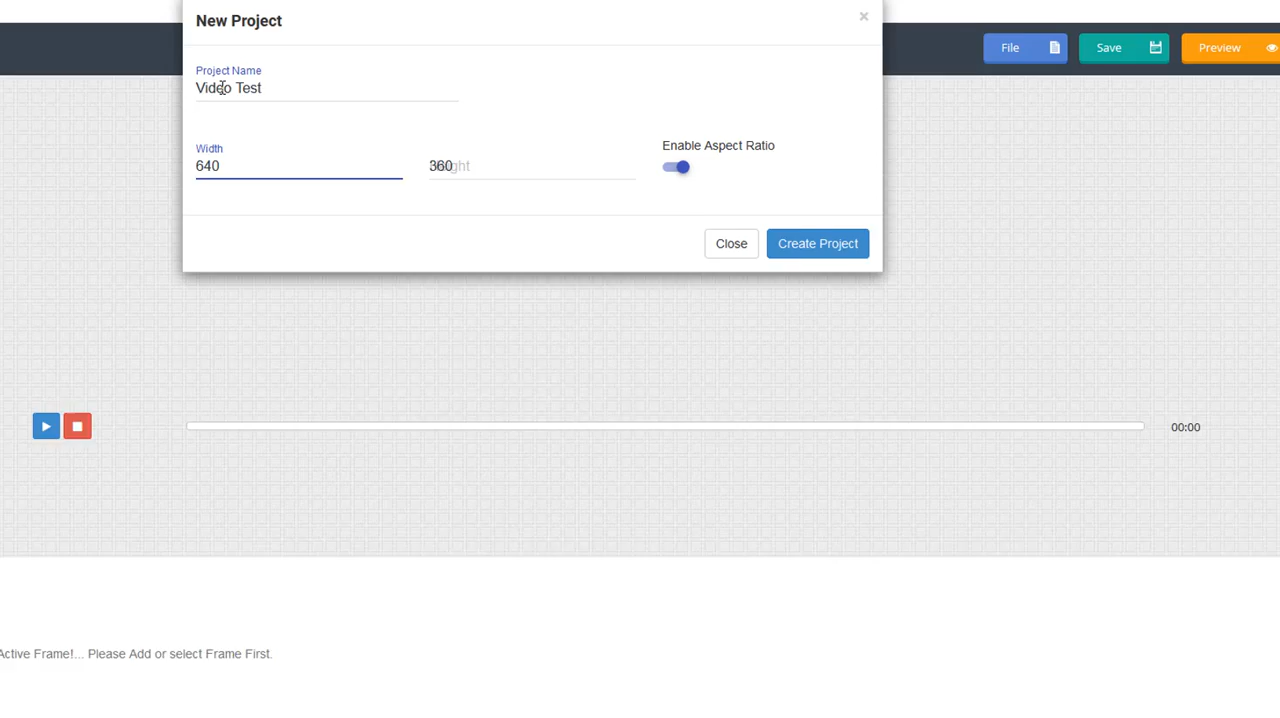 New Project ×
File Save Preview
Project Name
Video Test
Width Enable Aspect Ratio
640 360
Close Create Project
00:00
Active Frame!... Please Add or select Frame First.